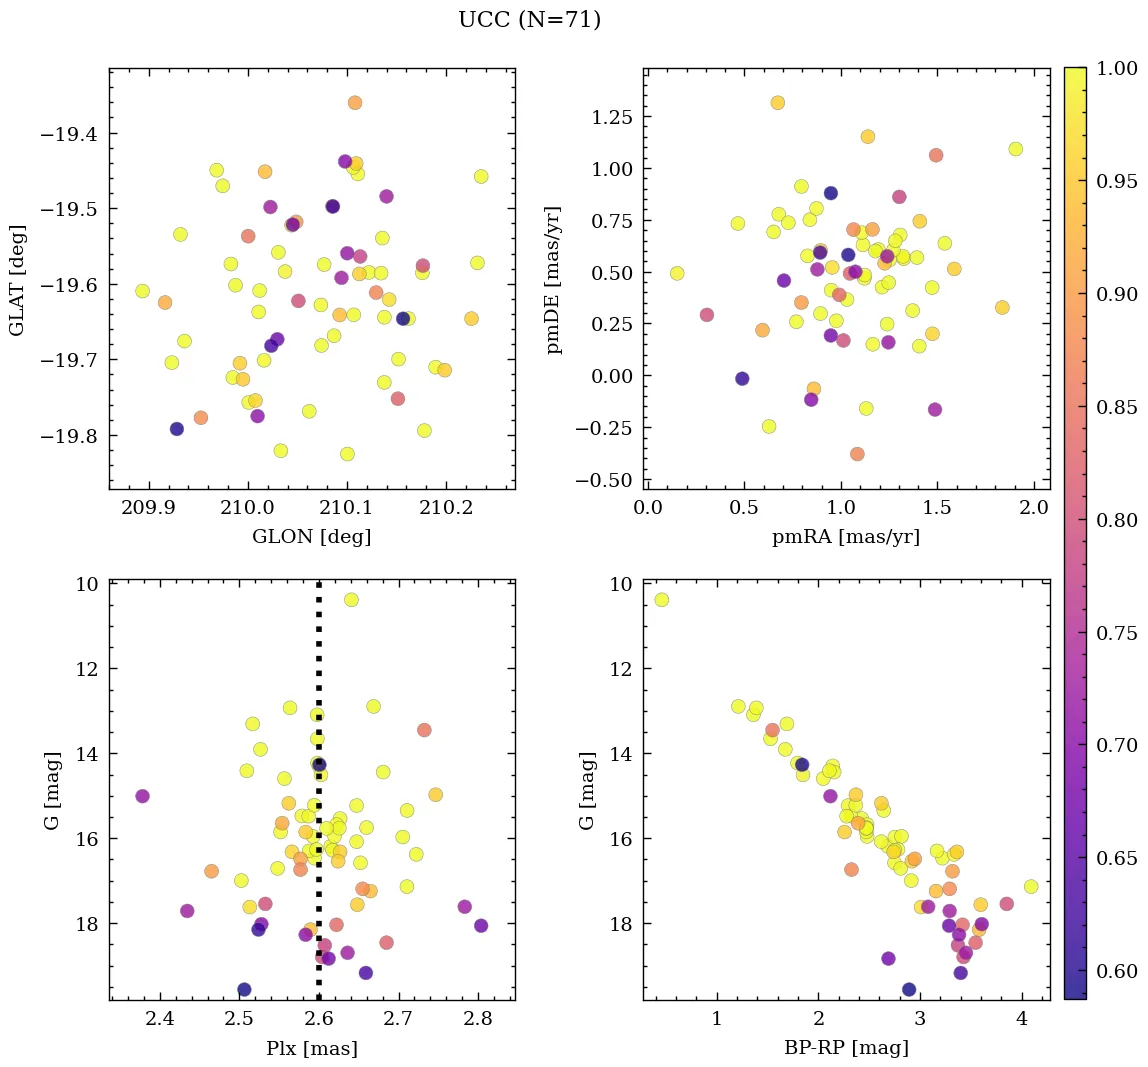 UCC (N=71)
−19.4
−19.5
−19.6
−19.7
−19.8
GLAT [deg]
209.9 210.0 210.1 210.2
GLON [deg]
1.25
1.00
0.75
0.50
0.25
0.00
−0.25
−0.50
pmDE [mas/yr]
0.0 0.5 1.0 1.5 2.0
pmRA [mas/yr]
10
12
14
16
18
G [mag]
2.4 2.5 2.6 2.7 2.8
Plx [mas]
10
12
14
16
18
G [mag]
1 2 3 4
BP-RP [mag]
1.00
0.95
0.90
0.85
0.80
0.75
0.70
0.65
0.60